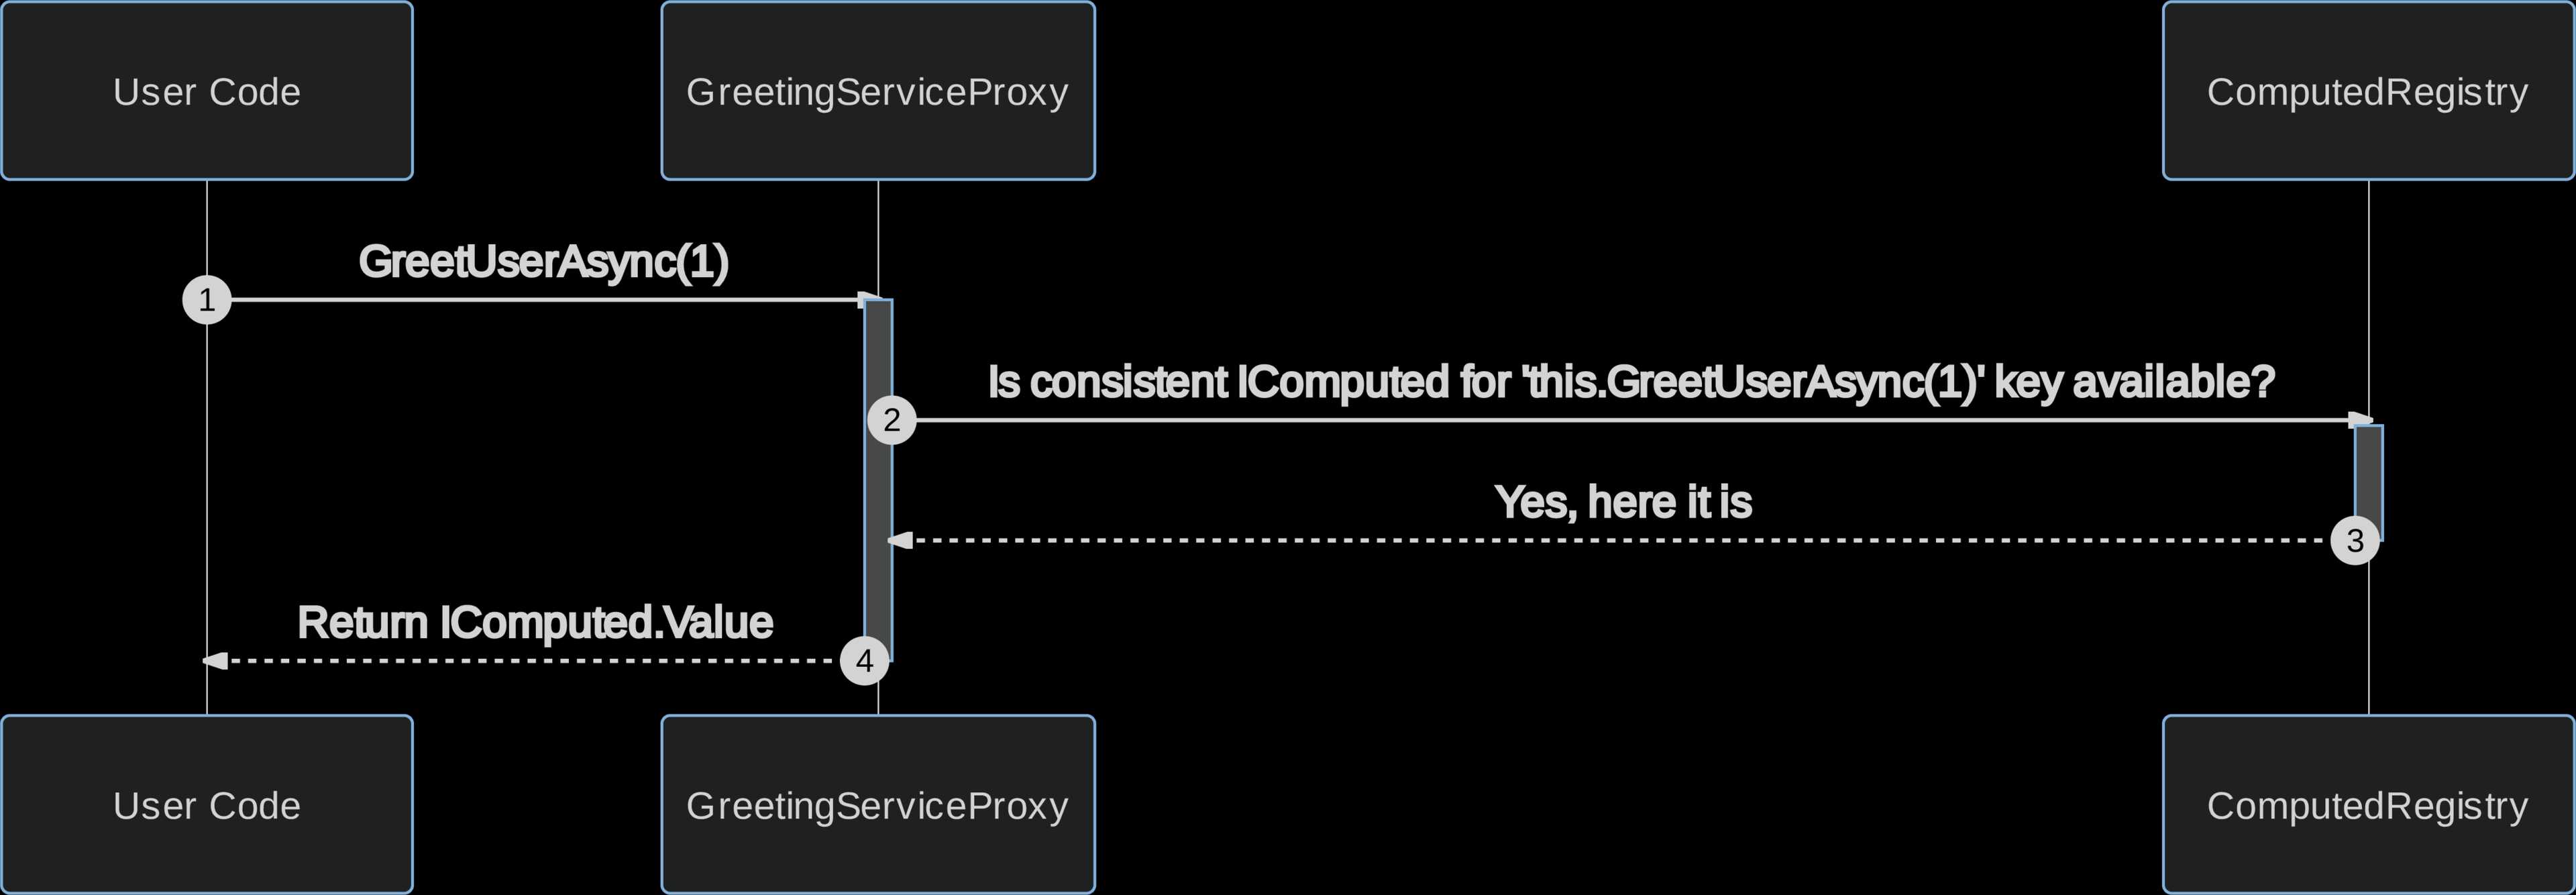 User Code
GreetingServiceProxy
ComputedRegistry
GreetUserAsync(1)
1
Is consistent IComputed for 'this.GreetUserAsync(1)' key available?
2
Yes, here it is
3
Return IComputed.Value
4
User Code
GreetingServiceProxy
ComputedRegistry